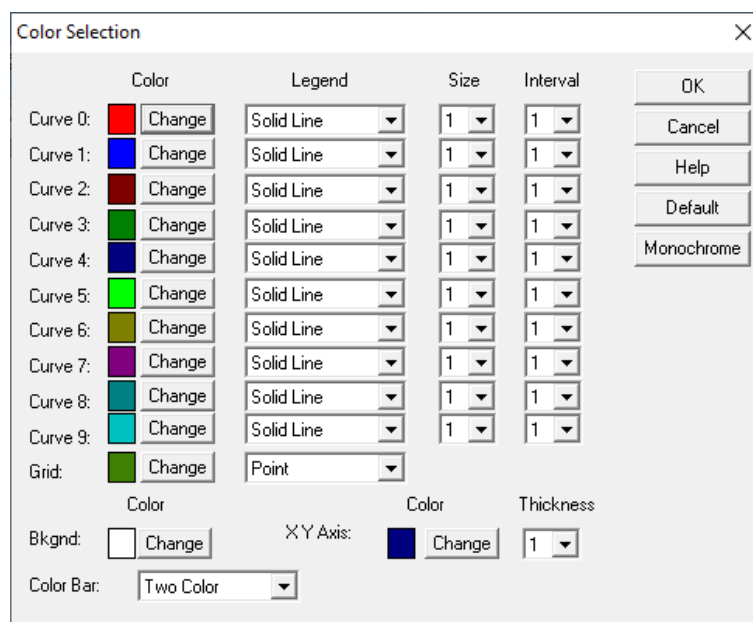 Color Selection
Color Legend Size Interval OK
Curve 0: Change Solid Line 1 1
Cancel
Curve 1: Change Solid Line 1 1
Help
Curve 2: Change Solid Line 1 1
Default
Curve 3: Change Solid Line 1 1
Monochrome
Curve 4: Change Solid Line 1 1
Curve 5: Change Solid Line 1 1
Curve 6: Change Solid Line 1 1
Curve 7: Change Solid Line 1 1
Curve 8: Change Solid Line 1 1
Curve 9: Change Solid Line 1 1
Grid: Change Point
Color Color Thickness
Bkgnd: Change X Y Axis: Change 1
Color Bar: Two Color